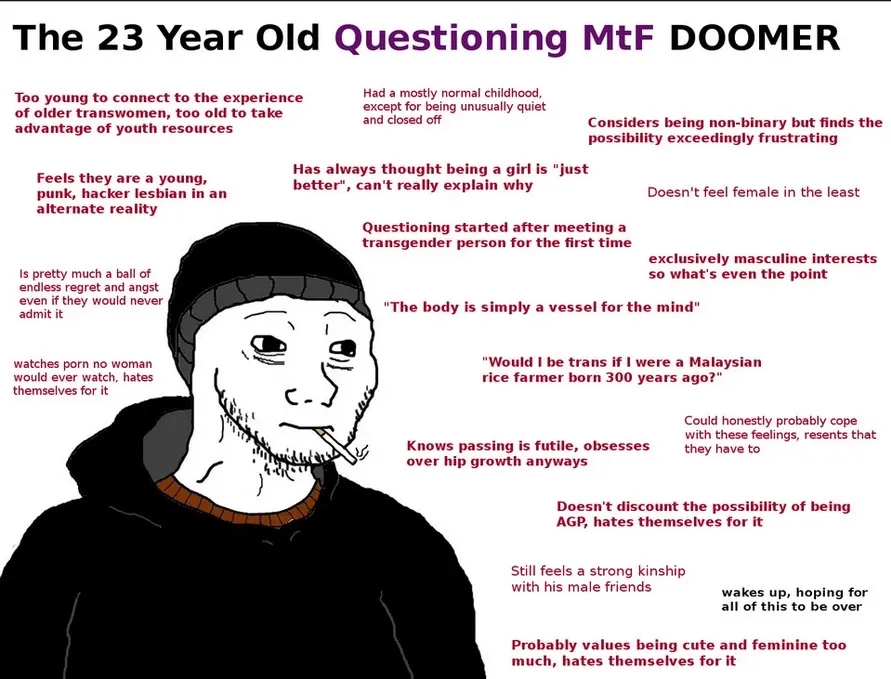 The 23 Year Old Questioning MtF DOOMER
Too young to connect to the experience
of older transwomen, too old to take
advantage of youth resources
Had a mostly normal childhood,
except for being unusually quiet
and closed off
Considers being non-binary but finds the
possibility exceedingly frustrating
Feels they are a young,
punk, hacker lesbian in an
alternate reality
Has always thought being a girl is "just
better", can't really explain why
Doesn't feel female in the least
Questioning started after meeting a
transgender person for the first time
exclusively masculine interests
so what's even the point
Is pretty much a ball of
endless regret and angst
even if they would never
admit it
"The body is simply a vessel for the mind"
watches porn no woman
would ever watch, hates
themselves for it
"Would I be trans if I were a Malaysian
rice farmer born 300 years ago?"
Could honestly probably cope
with these feelings, resents that
they have to
Knows passing is futile, obsesses
over hip growth anyways
Doesn't discount the possibility of being
AGP, hates themselves for it
Still feels a strong kinship
with his male friends
wakes up, hoping for
all of this to be over
Probably values being cute and feminine too
much, hates themselves for it